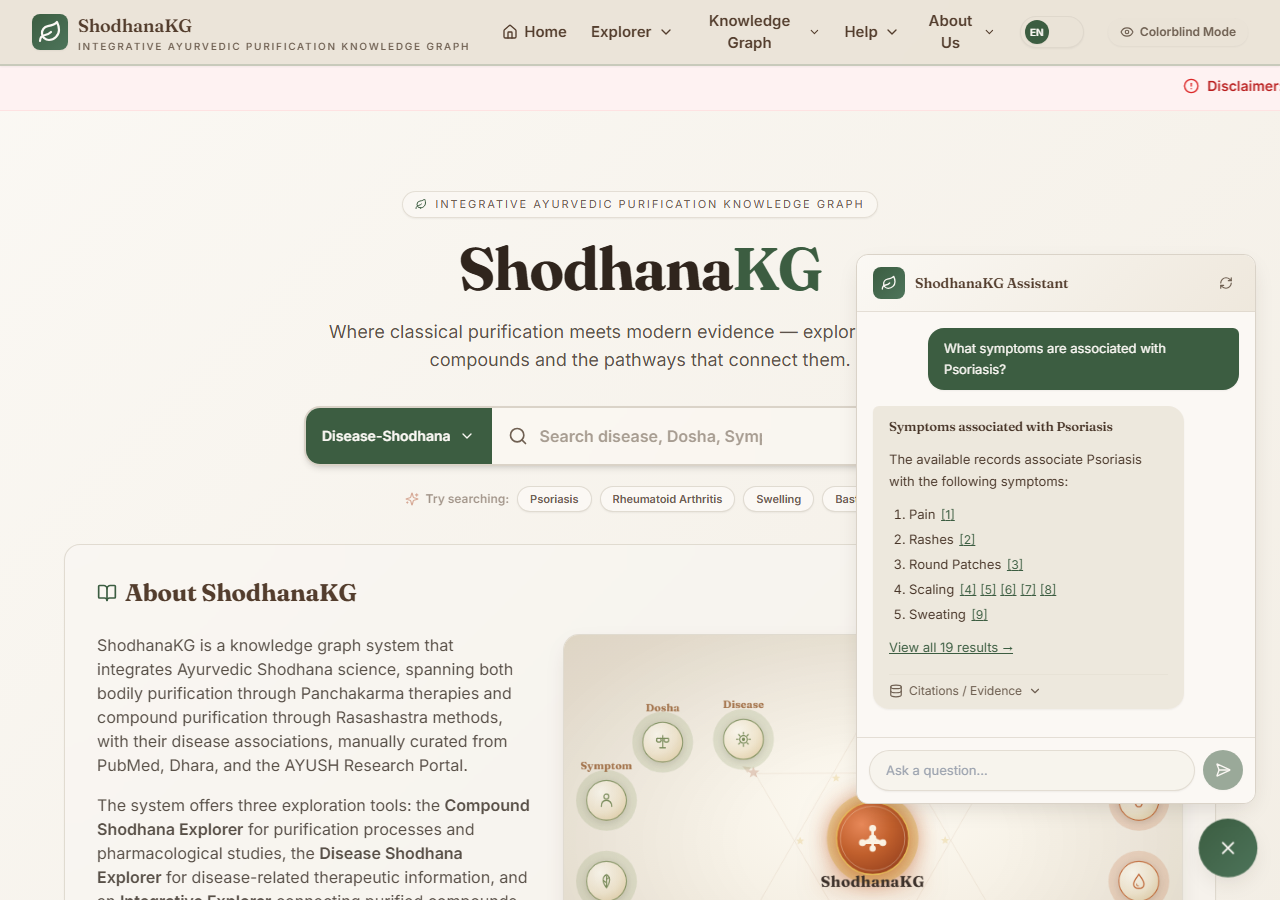 ShodhanaKG
INTEGRATIVE AYURVEDIC PURIFICATION KNOWLEDGE GRAPH
Home
Explorer
Knowledge
Graph
Help
About
Us
EN
Colorblind Mode
Disclaimer
INTEGRATIVE AYURVEDIC PURIFICATION KNOWLEDGE GRAPH
ShodhanaKG
Where classical purification meets modern evidence — explor
compounds and the pathways that connect them.
Disease-Shodhana
Search disease, Dosha, Symp
Try searching:
Psoriasis
Rheumatoid Arthritis
Swelling
About ShodhanaKG
ShodhanaKG is a knowledge graph system that
integrates Ayurvedic Shodhana science, spanning both
bodily purification through Panchakarma therapies and
compound purification through Rasashastra methods,
with their disease associations, manually curated from
PubMed, Dhara, and the AYUSH Research Portal.
The system offers three exploration tools: the Compound
Shodhana Explorer for purification processes and
pharmacological studies, the Disease Shodhana
Explorer for disease-related therapeutic information, and
an Integrative Explorer connecting purified compounds
Dosha
Disease
Symptom
ShodhanaKG
ShodhanaKG Assistant
What symptoms are associated with
Psoriasis?
Symptoms associated with Psoriasis
The available records associate Psoriasis
with the following symptoms:
1. Pain [1]
2. Rashes [2]
3. Round Patches [3]
4. Scaling [4] [5] [6] [7] [8]
5. Sweating [9]
View all 19 results →
Citations / Evidence
Ask a question...